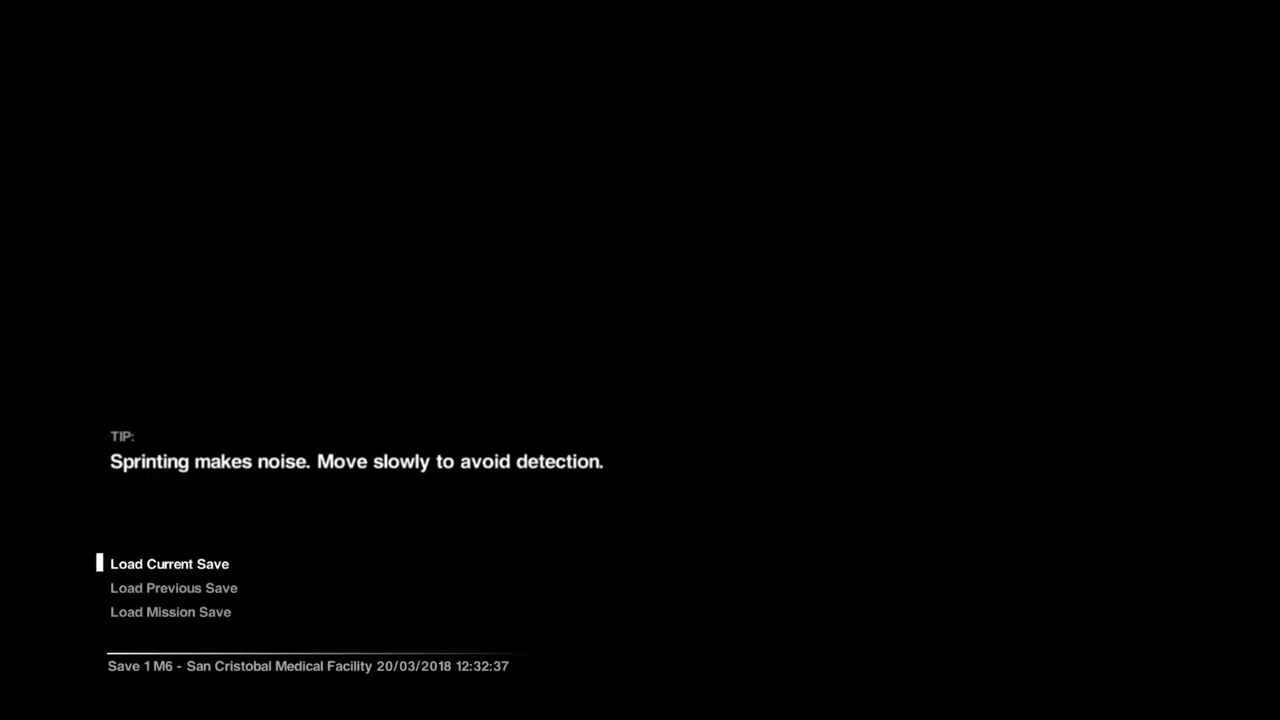 TIP:
Sprinting makes noise. Move slowly to avoid detection.
Load Current Save
Load Previous Save
Load Mission Save
Save 1 M6 - San Cristobal Medical Facility 20/03/2018 12:32:37